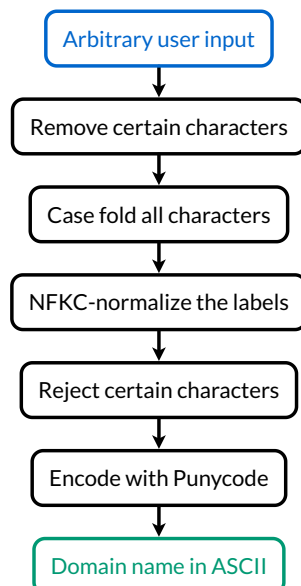 Arbitrary user input
Remove certain characters
Case fold all characters
NFKC-normalize the labels
Reject certain characters
Encode with Punycode
Domain name in ASCII